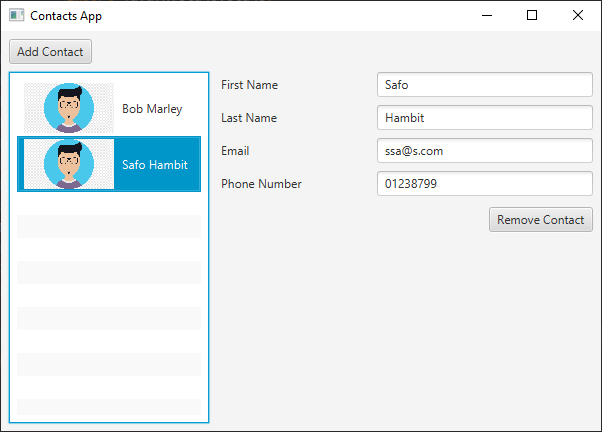 Contacts App
Add Contact
Bob Marley
Safo Hambit
First Name Safo
Last Name Hambit
Email ssa@s.com
Phone Number 01238799
Remove Contact